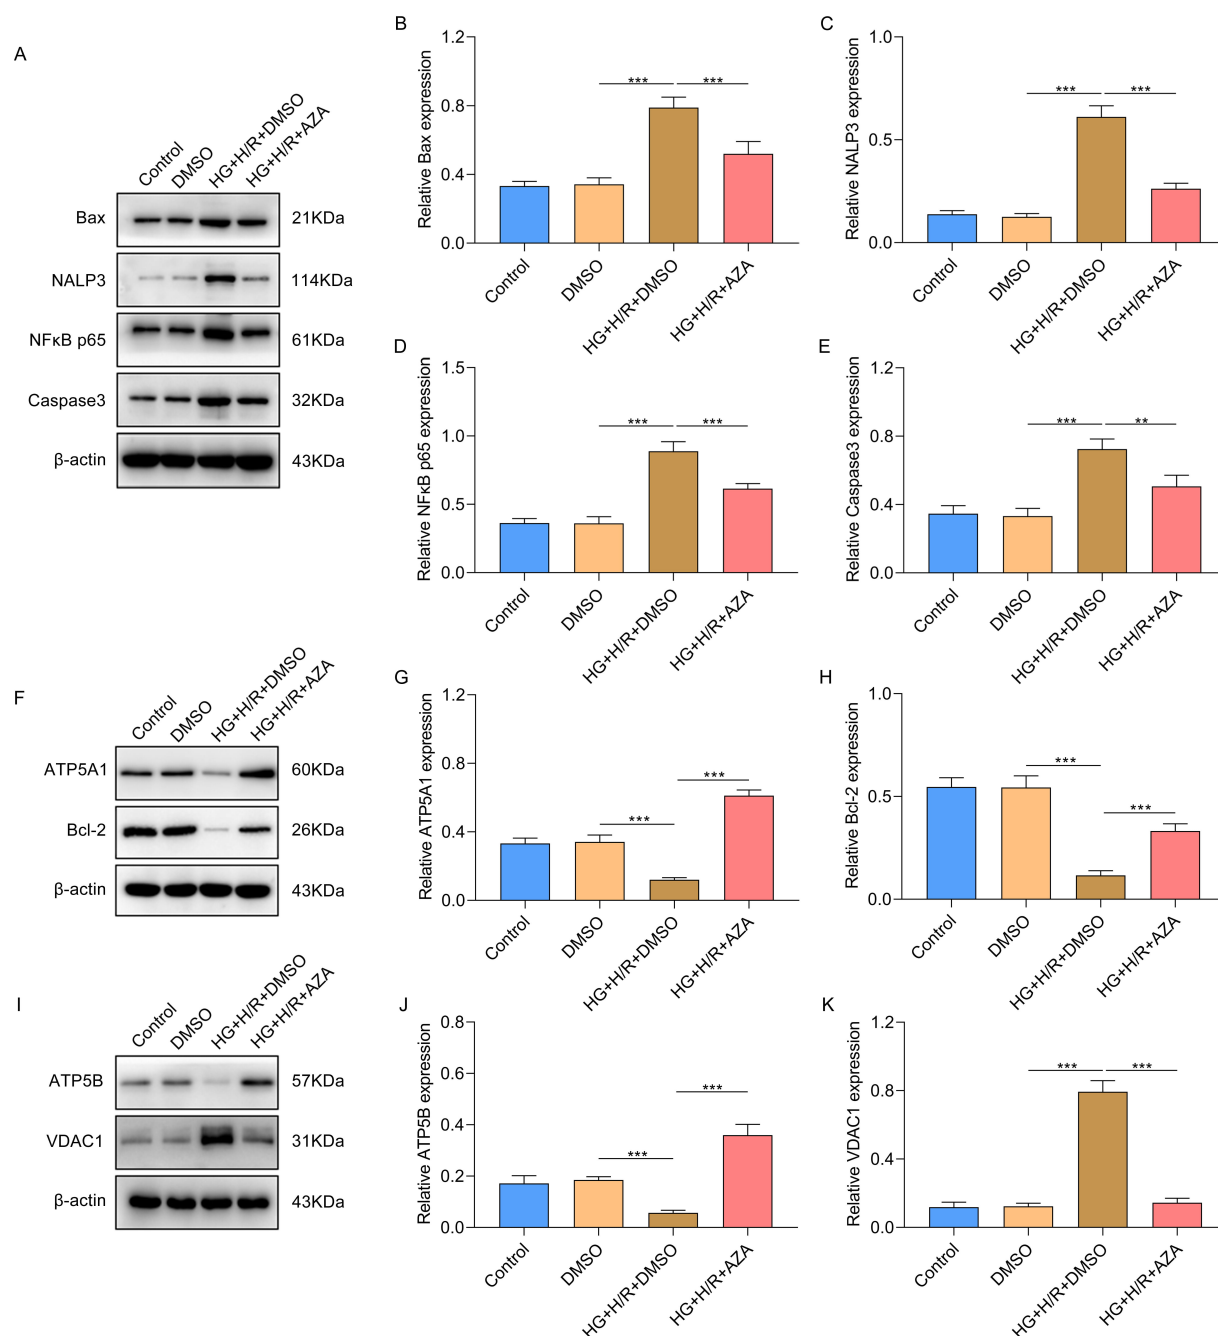 A
Control
DMSO
HG+H/R+DMSO
HG+H/R+AZA
Bax
21KDa
NALP3
114KDa
NFκB p65
61KDa
Caspase3
32KDa
β-actin
43KDa
B
Relative Bax expression
1.2
0.8
0.4
0.0
***
***
Control
DMSO
HG+H/R+DMSO
HG+H/R+AZA
C
Relative NALP3 expression
1.0
0.5
0.0
***
***
Control
DMSO
HG+H/R+DMSO
HG+H/R+AZA
D
Relative NFκB p65 expression
1.5
1.0
0.5
0.0
***
***
Control
DMSO
HG+H/R+DMSO
HG+H/R+AZA
E
Relative Caspase3 expression
1.2
0.8
0.4
0.0
***
**
Control
DMSO
HG+H/R+DMSO
HG+H/R+AZA
F
Control
DMSO
HG+H/R+DMSO
HG+H/R+AZA
ATP5A1
60KDa
Bcl-2
26KDa
β-actin
43KDa
G
Relative ATP5A1 expression
1.2
0.8
0.4
0.0
***
***
Control
DMSO
HG+H/R+DMSO
HG+H/R+AZA
H
Relative Bcl-2 expression
1.0
0.5
0.0
***
***
Control
DMSO
HG+H/R+DMSO
HG+H/R+AZA
I
Control
DMSO
HG+H/R+DMSO
HG+H/R+AZA
ATP5B
57KDa
VDAC1
31KDa
β-actin
43KDa
J
Relative ATP5B expression
0.8
0.6
0.4
0.2
0.0
***
***
Control
DMSO
HG+H/R+DMSO
HG+H/R+AZA
K
Relative VDAC1 expression
1.2
0.8
0.4
0.0
***
***
Control
DMSO
HG+H/R+DMSO
HG+H/R+AZA